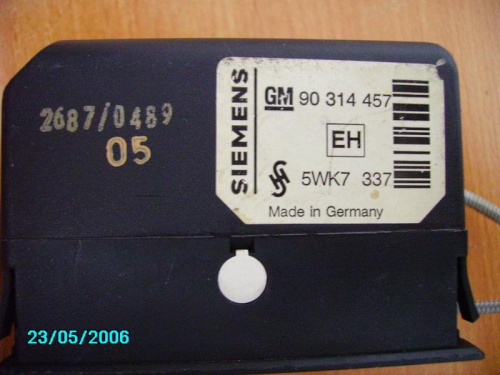 2687/0489
05
SIEMENS
GM 90 314 457
EH
5WK7 337
Made in Germany
23/05/2006